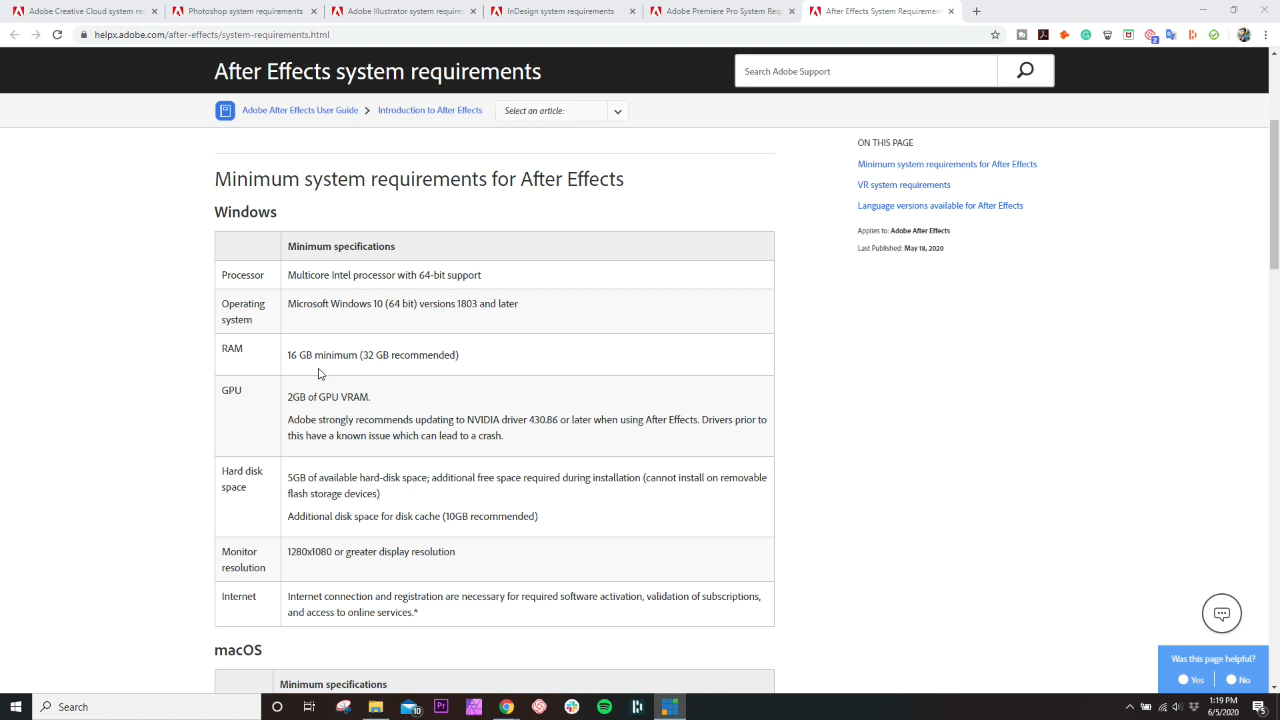 Adobe Creative Cloud system rec
Photoshop system requirements
Adobe Illustrator system requirem
InDesign system requirements
Adobe Premiere Pro System Requ
After Effects System Requirement
helpx.adobe.com/after-effects/system-requirements.html
2
After Effects system requirements
Search Adobe Support
Adobe After Effects User Guide
Introduction to After Effects
Select an article:
ON THIS PAGE
Minimum system requirements for After Effects
VR system requirements
Language versions available for After Effects
Applies to: Adobe After Effects
Last Published: May 18, 2020
Minimum system requirements for After Effects
Windows
Minimum specifications
Processor
Multicore Intel processor with 64-bit support
Operating
system
Microsoft Windows 10 (64 bit) versions 1803 and later
RAM
16 GB minimum (32 GB recommended)
GPU
2GB of GPU VRAM.
Adobe strongly recommends updating to NVIDIA driver 430.86 or later when using After Effects. Drivers prior to
this have a known issue which can lead to a crash.
Hard disk
space
5GB of available hard-disk space; additional free space required during installation (cannot install on removable
flash storage devices)
Additional disk space for disk cache (10GB recommended)
Monitor
resolution
1280x1080 or greater display resolution
Internet
Internet connection and registration are necessary for required software activation, validation of subscriptions,
and access to online services.*
macOS
Minimum specifications
Was this page helpful?
Yes
No
Search
10
Pr
1:19 PM
6/5/2020
5